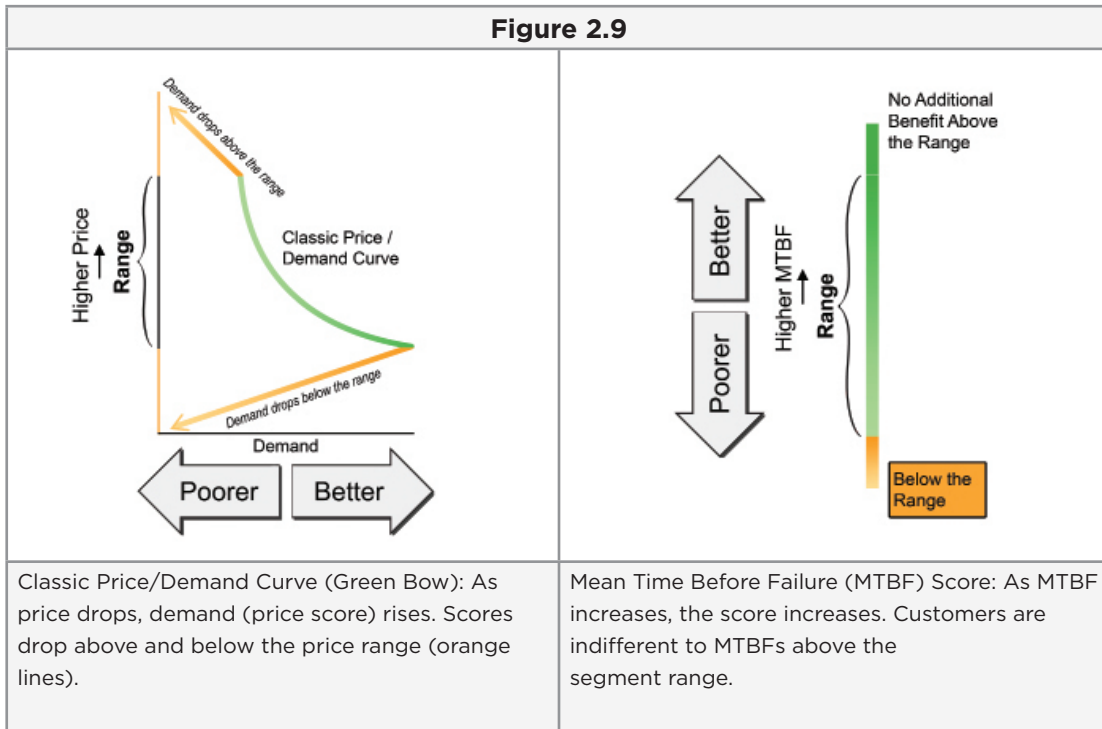 Figure 2.9
Demand drops above the range
Higher Price
Range
Classic Price /
Demand Curve
Demand drops below the range
Demand
Poorer
Better
No Additional
Benefit Above
the Range
Better
Poorer
Higher MTBF
Range
Below the
Range
Classic Price/Demand Curve (Green Bow): As
price drops, demand (price score) rises. Scores
drop above and below the price range (orange
lines).
Mean Time Before Failure (MTBF) Score: As MTBF
increases, the score increases. Customers are
indifferent to MTBFs above the
segment range.